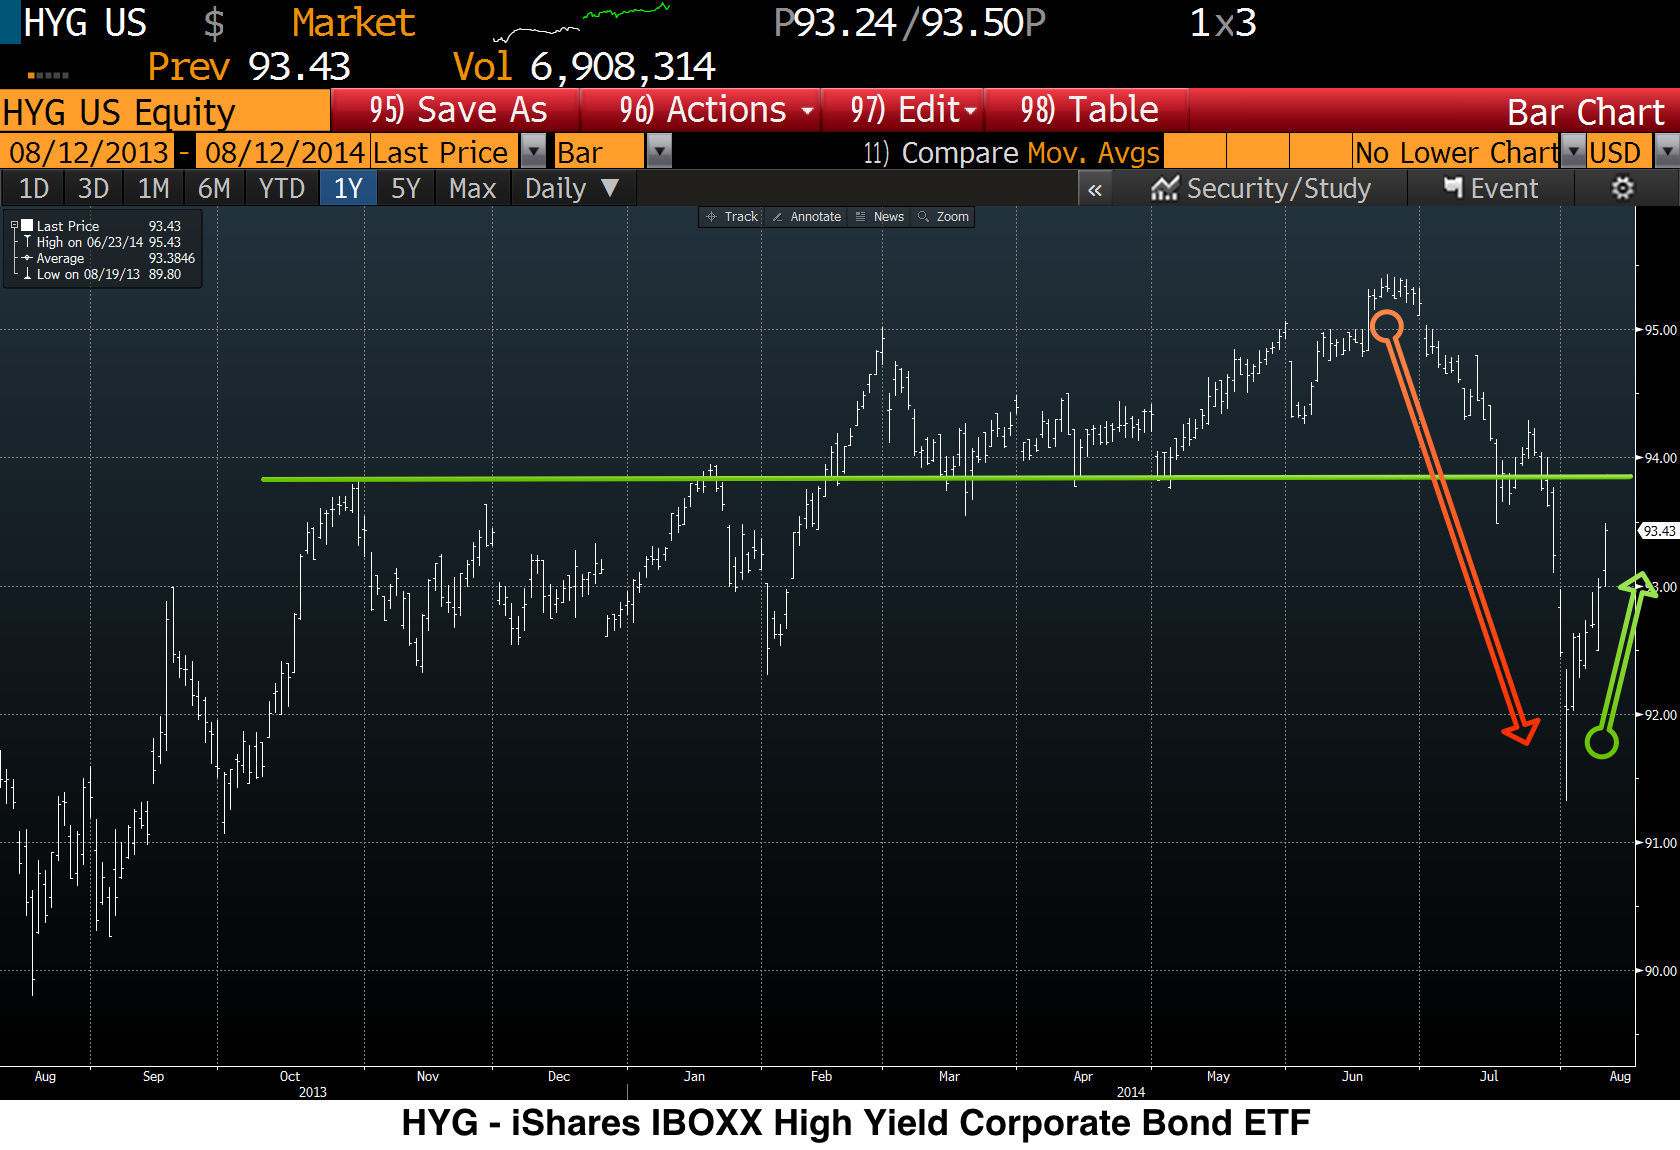 HYG US $ Market P93.24/93.50P 1x3
Prev 93.43 Vol 6,908,314
HYG US Equity 95) Save As 96) Actions 97) Edit 98) Table Bar Chart
08/12/2013 - 08/12/2014 Last Price Bar 11) Compare Mov. Avgs No Lower Chart USD
1D 3D 1M 6M YTD 1Y 5Y Max Daily ▼ « Security/Study Event
Track Annotate News Zoom
Last Price 93.43
High on 06/23/14 95.43
Average 93.3846
Low on 08/19/13 89.80
95.00
94.00
93.43
93.00
92.00
91.00
90.00
Aug Sep Oct Nov Dec Jan Feb Mar Apr May Jun Jul Aug
2013 2014
HYG - iShares IBOXX High Yield Corporate Bond ETF